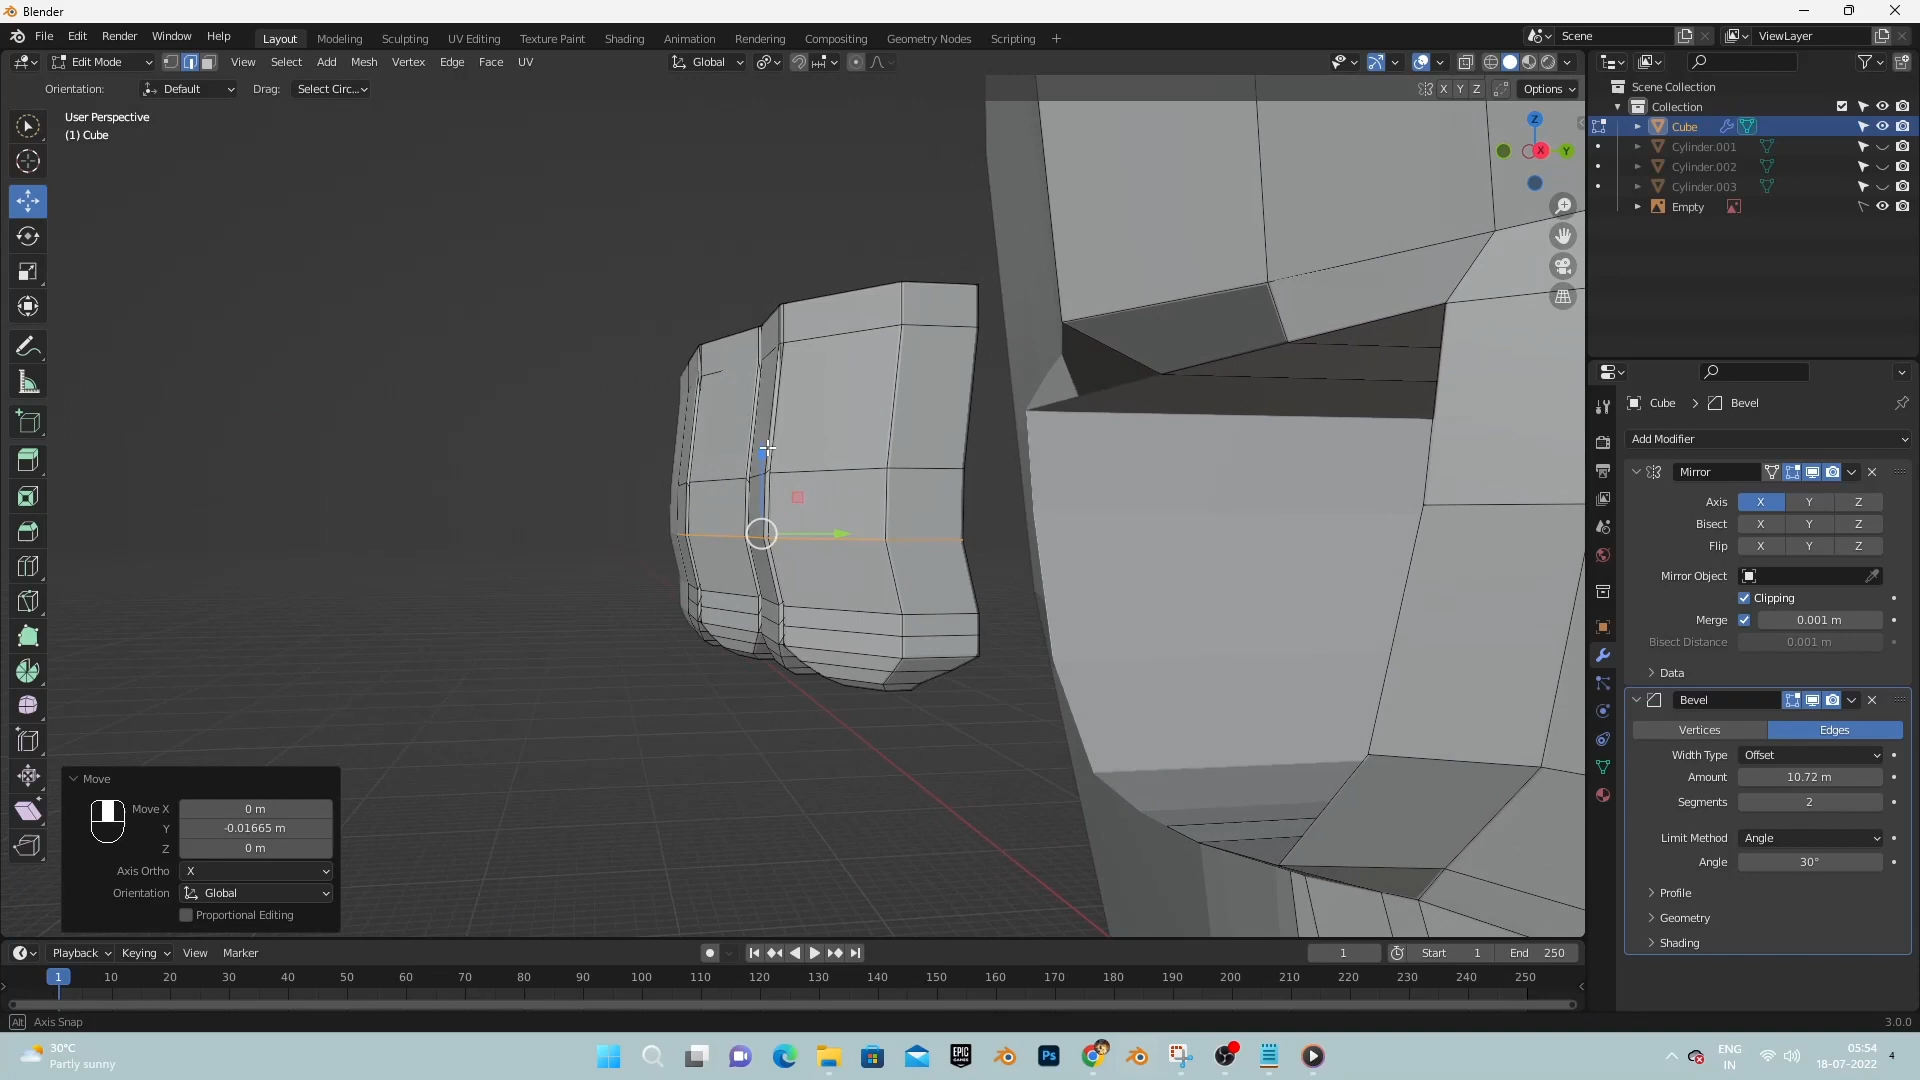 Blender
File Edit Render Window Help
Layout Modeling Sculpting UV Editing Texture Paint Shading Animation Rendering Compositing Geometry Nodes Scripting +
Scene ViewLayer
Edit Mode View Select Add Mesh Vertex Edge Face UV Global
Orientation: Default Drag: Select Circ... X Y Z Options
User Perspective
(1) Cube
Z
X
Y
Scene Collection
Collection
Cube
Cylinder.001
Cylinder.002
Cylinder.003
Empty
Cube > Bevel
Add Modifier
Mirror
Axis X Y Z
Bisect X Y Z
Flip X Y Z
Mirror Object
Clipping
Merge 0.001 m
Bisect Distance 0.001 m
Data
Bevel
Vertices Edges
Width Type Offset
Amount 10.72 m
Segments 2
Limit Method Angle
Angle 30°
Profile
Geometry
Shading
Move
Move X 0 m
Y -0.01665 m
Z 0 m
Axis Ortho X
Orientation Global
Proportional Editing
Playback Keying View Marker 1 Start 1 End 250
1 10 20 30 40 50 60 70 80 90 100 110 120 130 140 150 160 170 180 190 200 210 220 230 240 250
Alt Axis Snap 3.0.0
30°C
Partly sunny
EPIC
GAMES
Ps
ENG
IN
05:54
18-07-2022
4